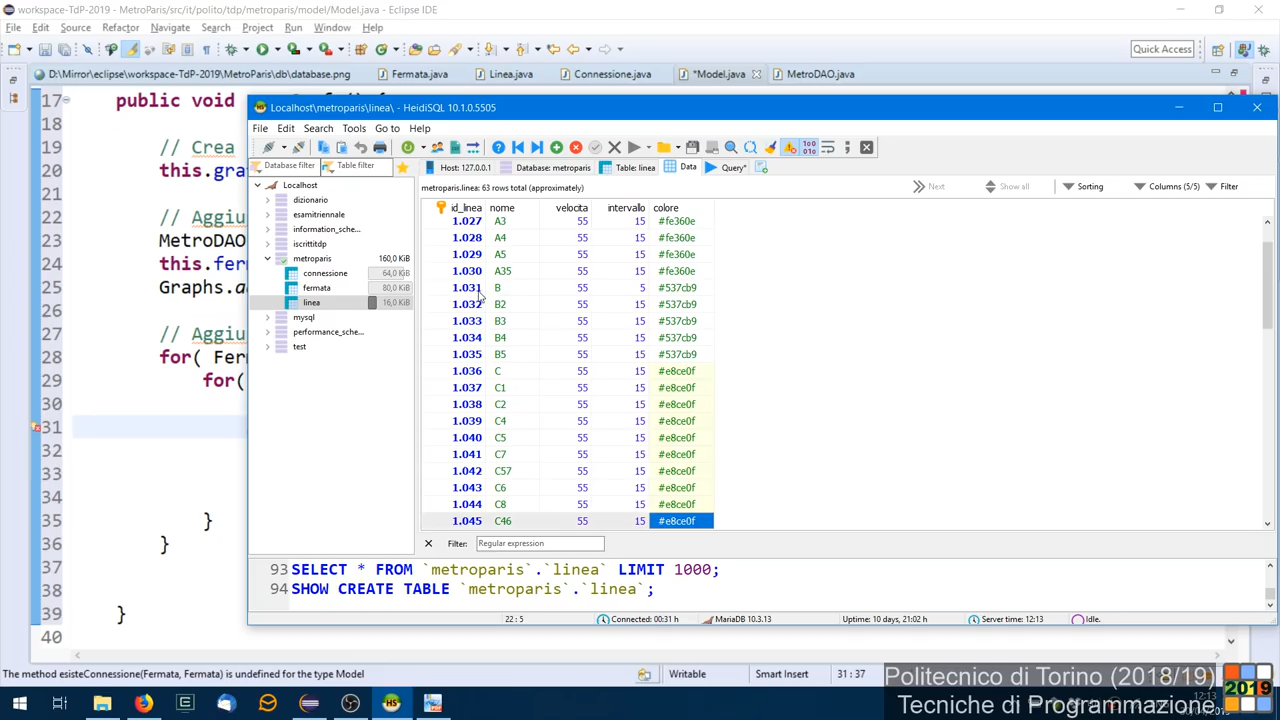 workspace-TdP-2019 - MetroParis/src/it/polito/tdp/metroparis/model/Model.java - Eclipse IDE
File Edit Source Refactor Navigate Search Project Run Window Help
Quick Access
D:\Mirror\eclipse\workspace-TdP-2019\MetroParis\db\database.png Fermata.java Linea.java Connessione.java *Model.java MetroDAO.java
17 public void
18
19 // Crea
20 this.gra
21
22 // Aggiu
23 MetroDAO
24 this.fer
25 Graphs.a
26
27 // Aggiu
28 for( Fer
29 for(
30
31
32
33
34
35 }
36 }
37
38
39 }
40
Localhost\metroparis\linea\ - HeidiSQL 10.1.0.5505
File Edit Search Tools Go to Help
Database filter Table filter
Host: 127.0.0.1 Database: metroparis Table: linea Data Query*
Localhost
dizionario
esamitriennale
information_sche...
iscrittitdp
metroparis 160,0 KiB
connessione 64,0 KiB
fermata 80,0 KiB
linea 16,0 KiB
mysql
performance_sche...
test
metroparis.linea: 63 rows total (approximately)
Next Show all Sorting Columns (5/5) Filter
id_linea nome velocita intervallo colore
1.027 A3 55 15 #fe360e
1.028 A4 55 15 #fe360e
1.029 A5 55 15 #fe360e
1.030 A35 55 15 #fe360e
1.031 B 55 5 #537cb9
1.032 B2 55 15 #537cb9
1.033 B3 55 15 #537cb9
1.034 B4 55 15 #537cb9
1.035 B5 55 15 #537cb9
1.036 C 55 15 #e8ce0f
1.037 C1 55 15 #e8ce0f
1.038 C2 55 15 #e8ce0f
1.039 C4 55 15 #e8ce0f
1.040 C5 55 15 #e8ce0f
1.041 C7 55 15 #e8ce0f
1.042 C57 55 15 #e8ce0f
1.043 C6 55 15 #e8ce0f
1.044 C8 55 15 #e8ce0f
1.045 C46 55 15 #e8ce0f
Filter: Regular expression
93 SELECT * FROM `metroparis`.`linea` LIMIT 1000;
94 SHOW CREATE TABLE `metroparis`.`linea`;
22 : 5 Connected: 00:31 h MariaDB 10.3.13 Uptime: 10 days, 21:02 h Server time: 12:13 Idle.
The method esisteConnessione(Fermata, Fermata) is undefined for the type Model Writable Smart Insert 31 : 37
Politecnico di Torino (2018/19)
Tecniche di Programmazione
2019
12:13